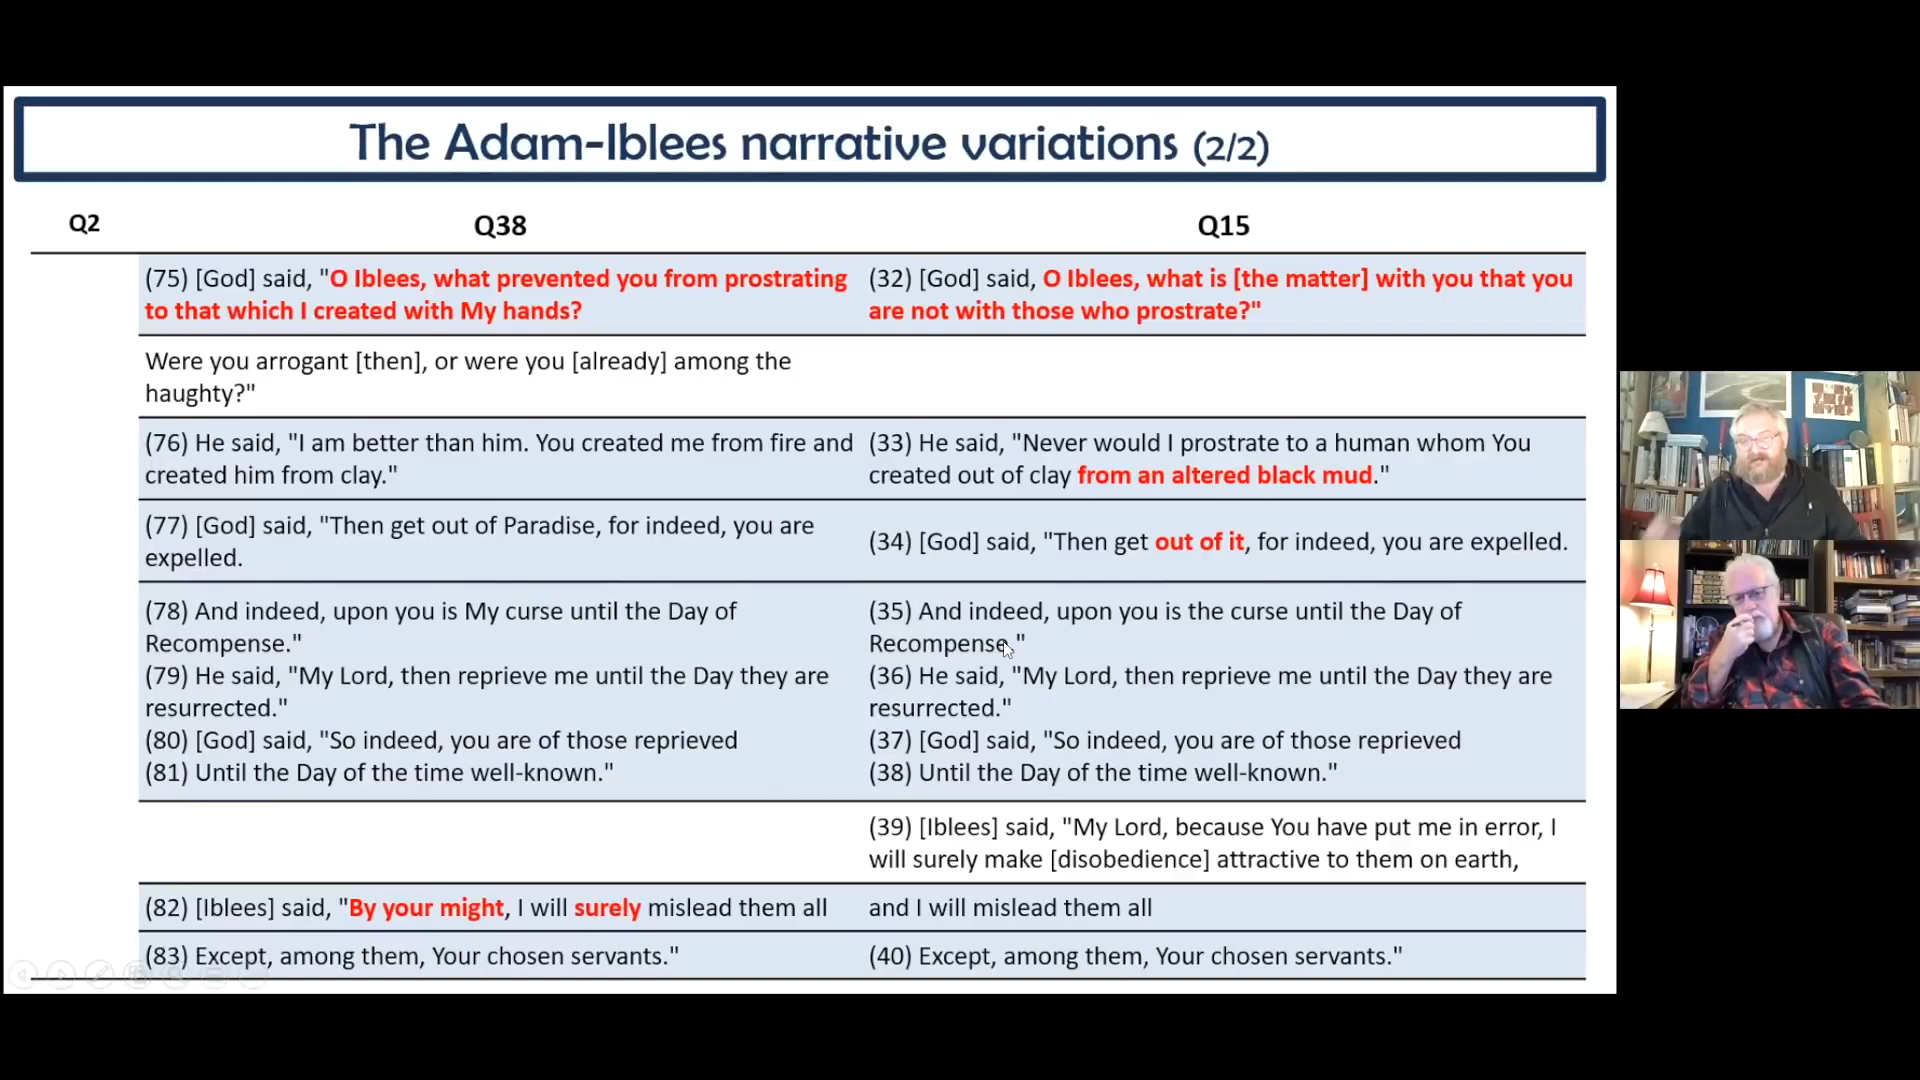 The Adam-Iblees narrative variations (2/2)
Q2 Q38 Q15
(75) [God] said, "O Iblees, what prevented you from prostrating
to that which I created with My hands?
(32) [God] said, O Iblees, what is [the matter] with you that you
are not with those who prostrate?"
Were you arrogant [then], or were you [already] among the
haughty?"
(76) He said, "I am better than him. You created me from fire and
created him from clay."
(33) He said, "Never would I prostrate to a human whom You
created out of clay from an altered black mud."
(77) [God] said, "Then get out of Paradise, for indeed, you are
expelled.
(34) [God] said, "Then get out of it, for indeed, you are expelled.
(78) And indeed, upon you is My curse until the Day of
Recompense."
(79) He said, "My Lord, then reprieve me until the Day they are
resurrected."
(80) [God] said, "So indeed, you are of those reprieved
(81) Until the Day of the time well-known."
(35) And indeed, upon you is the curse until the Day of
Recompense."
(36) He said, "My Lord, then reprieve me until the Day they are
resurrected."
(37) [God] said, "So indeed, you are of those reprieved
(38) Until the Day of the time well-known."
(39) [Iblees] said, "My Lord, because You have put me in error, I
will surely make [disobedience] attractive to them on earth,
(82) [Iblees] said, "By your might, I will surely mislead them all
and I will mislead them all
(83) Except, among them, Your chosen servants."
(40) Except, among them, Your chosen servants."